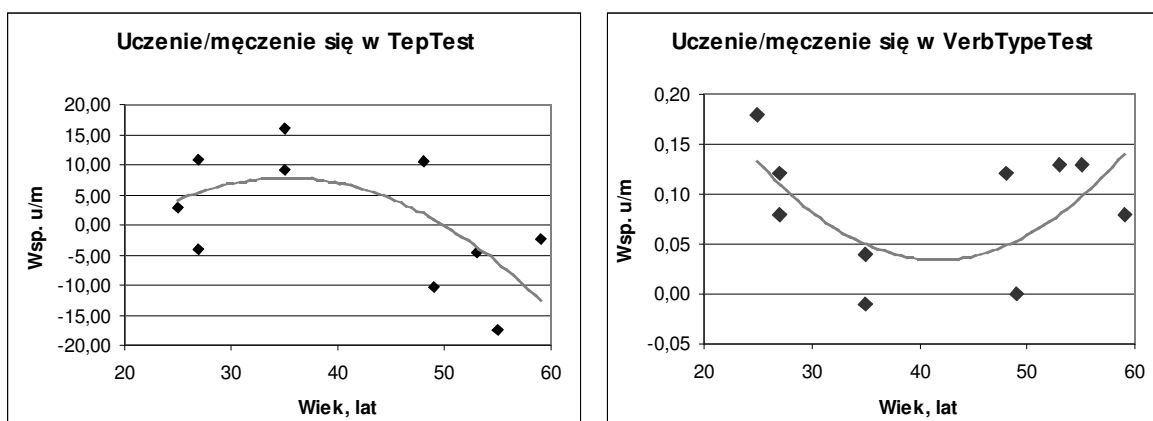 Uczenie/męczenie się w TepTest
20,00
15,00
10,00
5,00
0,00
-5,00
-10,00
-15,00
-20,00
20 30 40 50 60
Wsp. u/m
Wiek, lat
Uczenie/męczenie się w VerbTypeTest
0,20
0,15
0,10
0,05
0,00
-0,05
20 30 40 50 60
Wsp. u/m
Wiek, lat